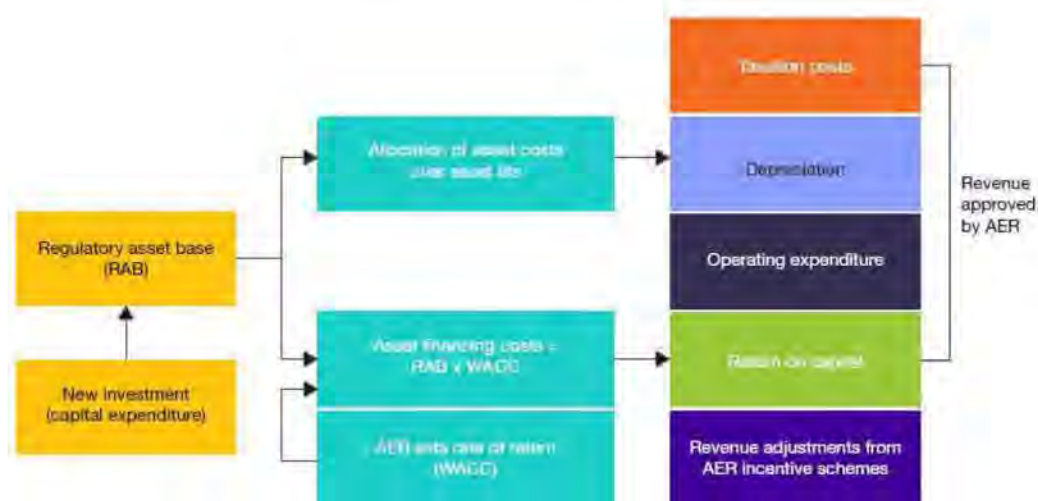 Taxation costs
Allocation of asset costs
over asset life
Depreciation
Revenue
approved
by AER
Regulatory asset base
(RAB)
Operating expenditure
Asset financing costs =
RAB x WACC
Return on capital
New investment
(capital expenditure)
AER sets rate of return
(WACC)
Revenue adjustments from
AER incentive schemes